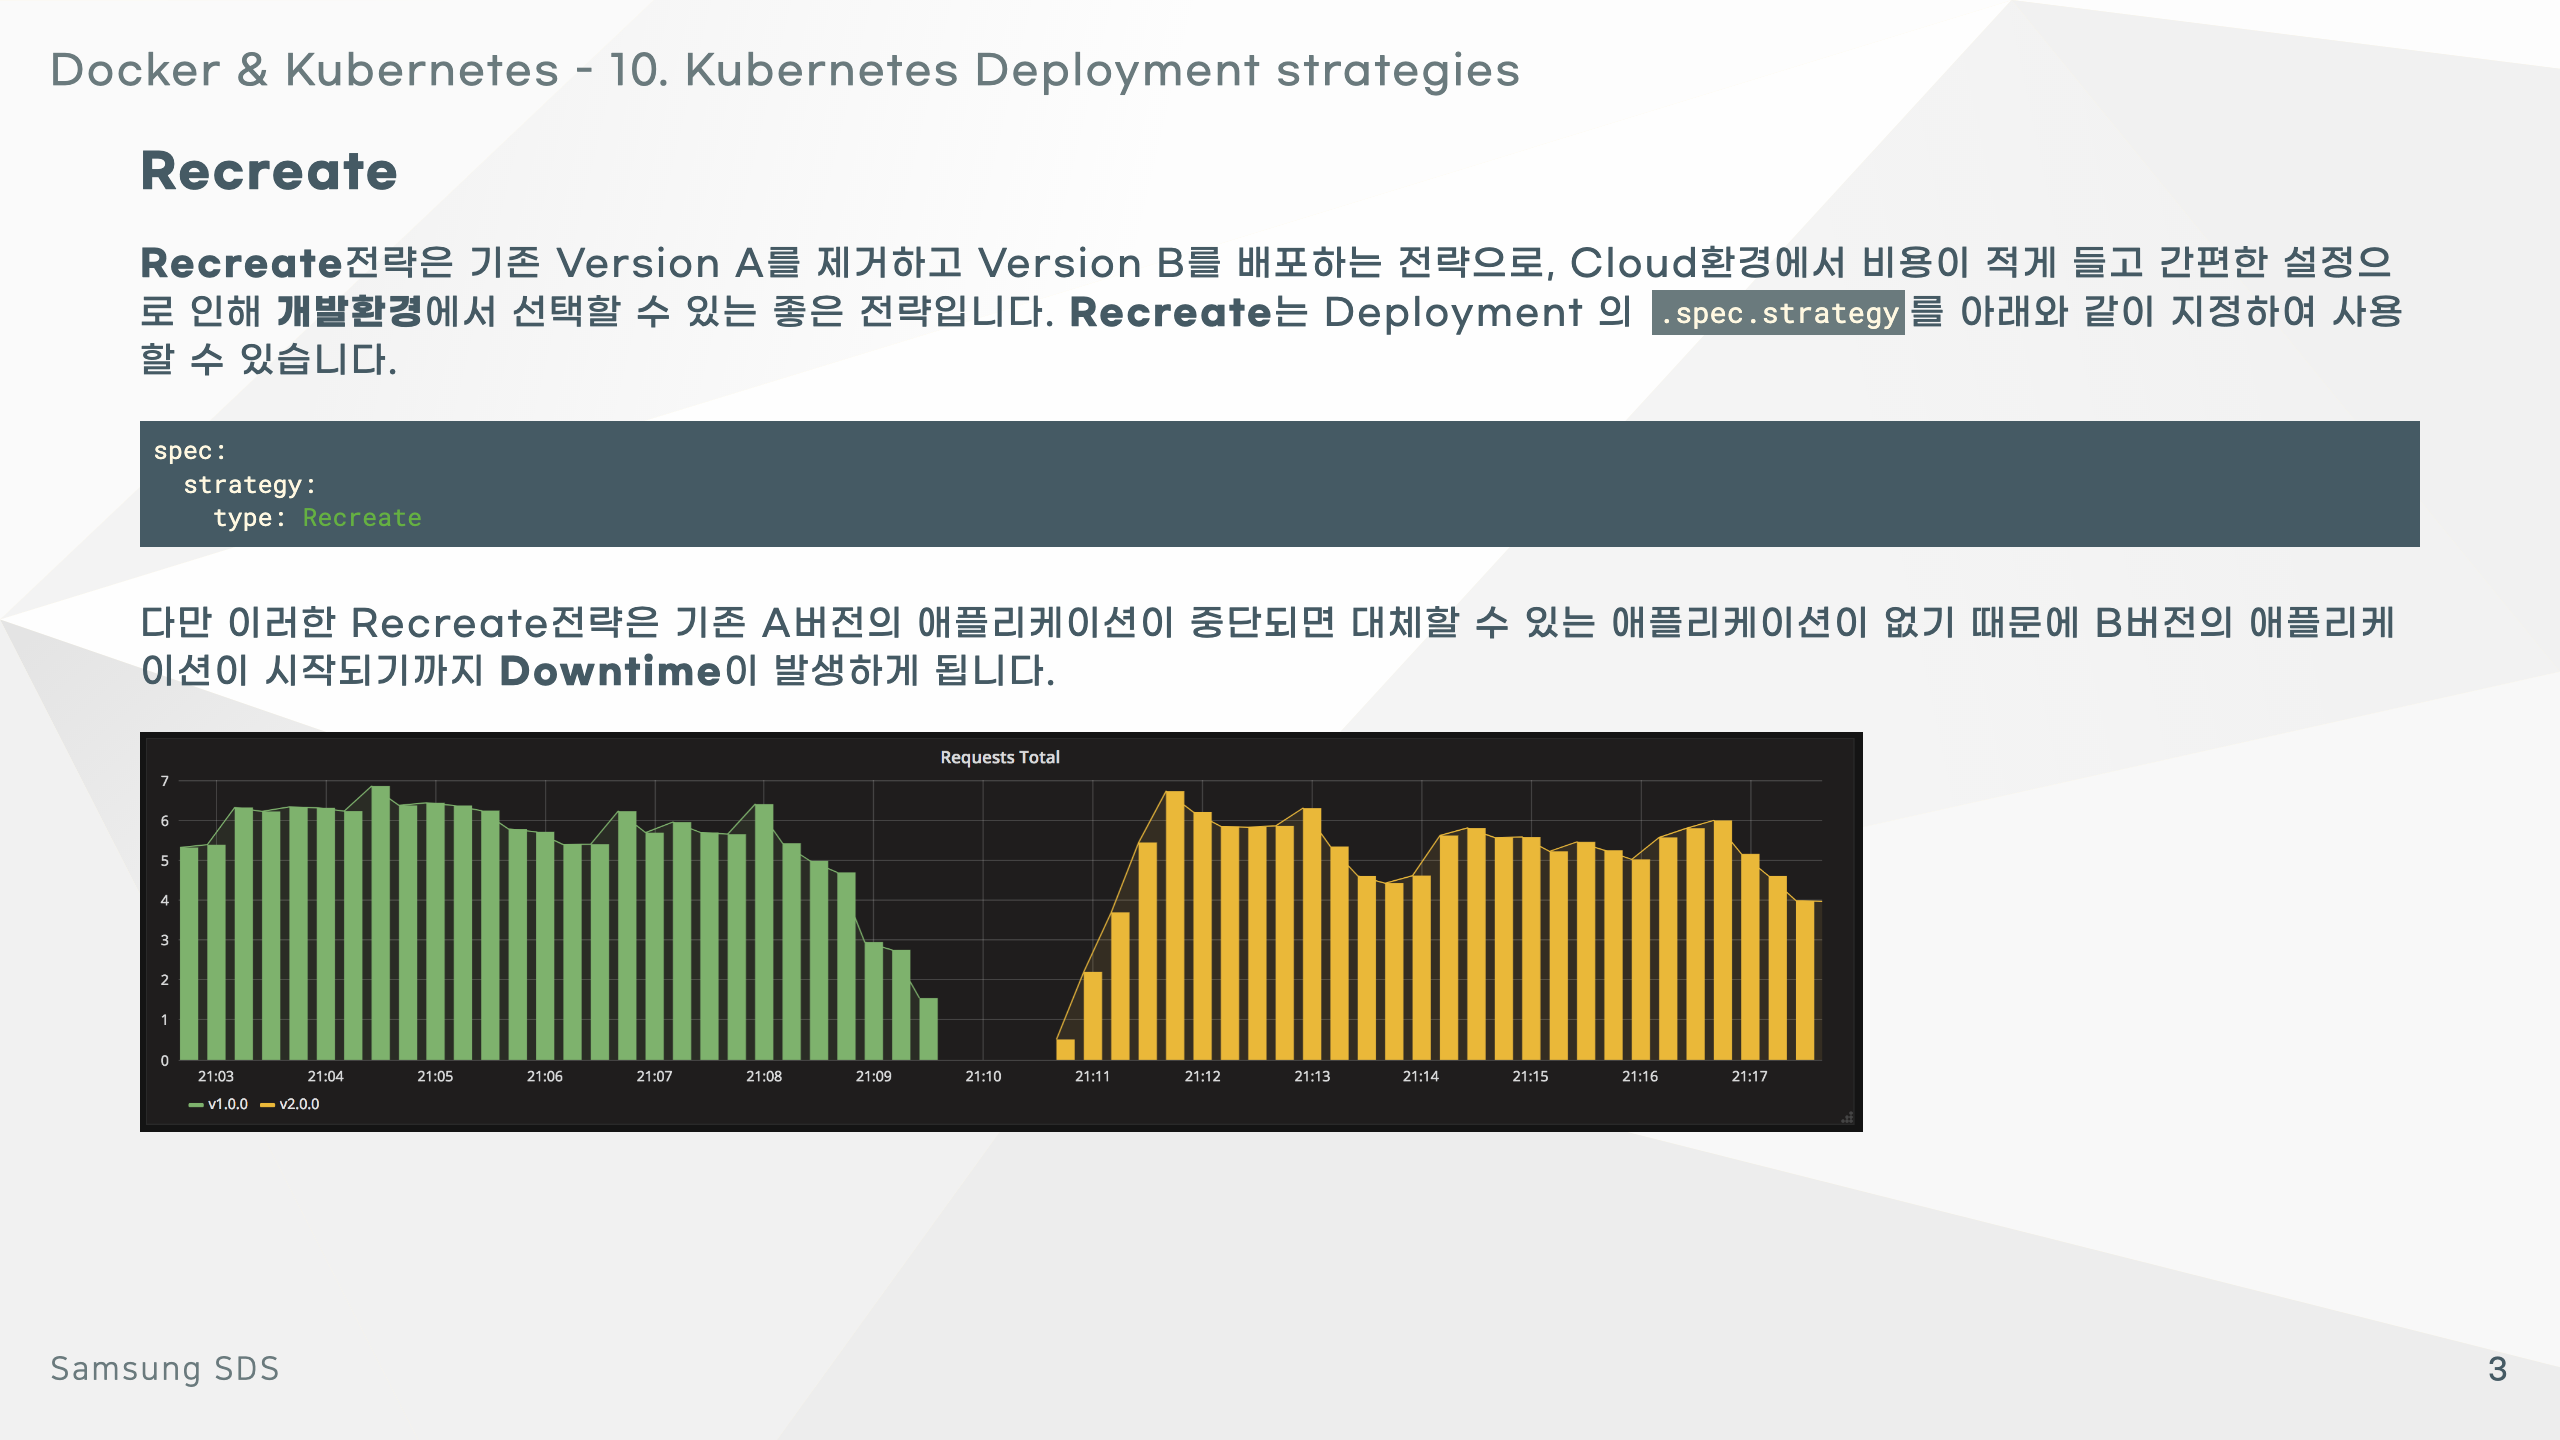 Docker & Kubernetes - 10. Kubernetes Deployment strategies
Recreate
Recreate전략은 기존 Version A를 제거하고 Version B를 배포하는 전략으로, Cloud환경에서 비용이 적게 들고 간편한 설정으
로 인해 개발환경에서 선택할 수 있는 좋은 전략입니다. Recreate는 Deployment 의 .spec.strategy를 아래와 같이 지정하여 사용
할 수 있습니다.
spec:
  strategy:
    type: Recreate
다만 이러한 Recreate전략은 기존 A버전의 애플리케이션이 중단되면 대체할 수 있는 애플리케이션이 없기 때문에 B버전의 애플리케
이션이 시작되기까지 Downtime이 발생하게 됩니다.
Requests Total
7
6
5
4
3
2
1
0
21:03 21:04 21:05 21:06 21:07 21:08 21:09 21:10 21:11 21:12 21:13 21:14 21:15 21:16 21:17
v1.0.0 v2.0.0
Samsung SDS
3